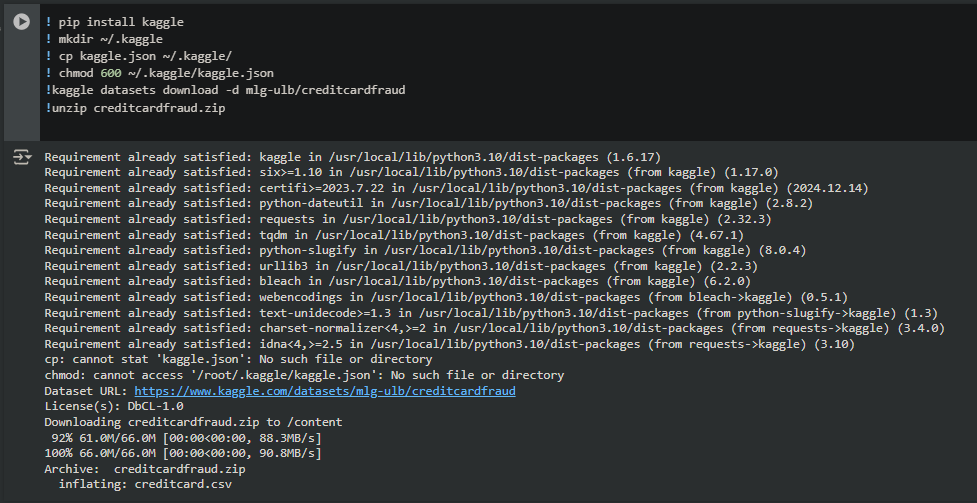 ! pip install kaggle
! mkdir ~/.kaggle
! cp kaggle.json ~/.kaggle/
! chmod 600 ~/.kaggle/kaggle.json
!kaggle datasets download -d mlg-ulb/creditcardfraud
!unzip creditcardfraud.zip
Requirement already satisfied: kaggle in /usr/local/lib/python3.10/dist-packages (1.6.17)
Requirement already satisfied: six>=1.10 in /usr/local/lib/python3.10/dist-packages (from kaggle) (1.17.0)
Requirement already satisfied: certifi>=2023.7.22 in /usr/local/lib/python3.10/dist-packages (from kaggle) (2024.12.14)
Requirement already satisfied: python-dateutil in /usr/local/lib/python3.10/dist-packages (from kaggle) (2.8.2)
Requirement already satisfied: requests in /usr/local/lib/python3.10/dist-packages (from kaggle) (2.32.3)
Requirement already satisfied: tqdm in /usr/local/lib/python3.10/dist-packages (from kaggle) (4.67.1)
Requirement already satisfied: python-slugify in /usr/local/lib/python3.10/dist-packages (from kaggle) (8.0.4)
Requirement already satisfied: urllib3 in /usr/local/lib/python3.10/dist-packages (from kaggle) (2.2.3)
Requirement already satisfied: bleach in /usr/local/lib/python3.10/dist-packages (from kaggle) (6.2.0)
Requirement already satisfied: webencodings in /usr/local/lib/python3.10/dist-packages (from bleach->kaggle) (0.5.1)
Requirement already satisfied: text-unidecode>=1.3 in /usr/local/lib/python3.10/dist-packages (from python-slugify->kaggle) (1.3)
Requirement already satisfied: charset-normalizer<4,>=2 in /usr/local/lib/python3.10/dist-packages (from requests->kaggle) (3.4.0)
Requirement already satisfied: idna<4,>=2.5 in /usr/local/lib/python3.10/dist-packages (from requests->kaggle) (3.10)
cp: cannot stat 'kaggle.json': No such file or directory
chmod: cannot access '/root/.kaggle/kaggle.json': No such file or directory
Dataset URL: https://www.kaggle.com/datasets/mlg-ulb/creditcardfraud
License(s): DbCL-1.0
Downloading creditcardfraud.zip to /content
92% 61.0M/66.0M [00:00<00:00, 88.3MB/s]
100% 66.0M/66.0M [00:00<00:00, 90.8MB/s]
Archive:  creditcardfraud.zip
inflating: creditcard.csv